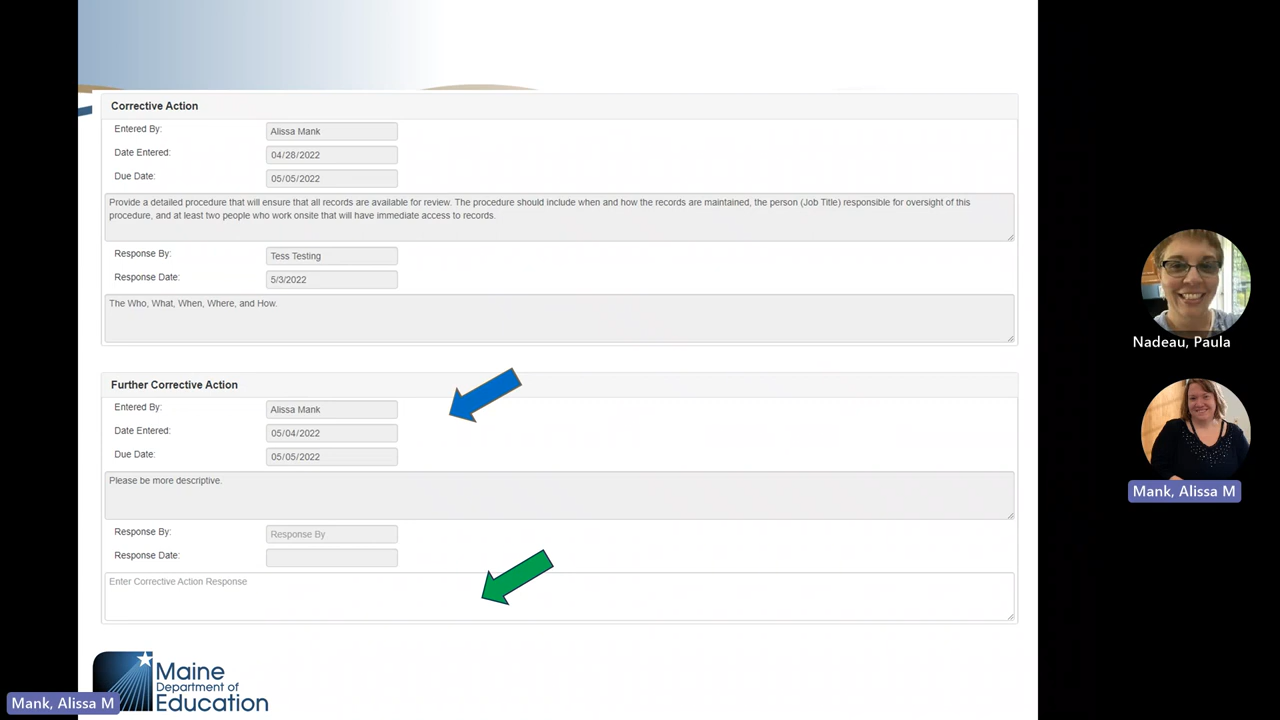 Corrective Action
Entered By:
Alissa Mank
Date Entered:
04/28/2022
Due Date:
05/05/2022
Provide a detailed procedure that will ensure that all records are available for review. The procedure should include when and how the records are maintained, the person (Job Title) responsible for oversight of this
procedure, and at least two people who work onsite that will have immediate access to records.
Response By:
Tess Testing
Response Date:
5/3/2022
The Who, What, When, Where, and How.
Further Corrective Action
Entered By:
Alissa Mank
Date Entered:
05/04/2022
Due Date:
05/05/2022
Please be more descriptive.
Response By:
Response By
Response Date:
Enter Corrective Action Response
Maine
Department of
Education
Mank, Alissa M
Nadeau, Paula
Mank, Alissa M